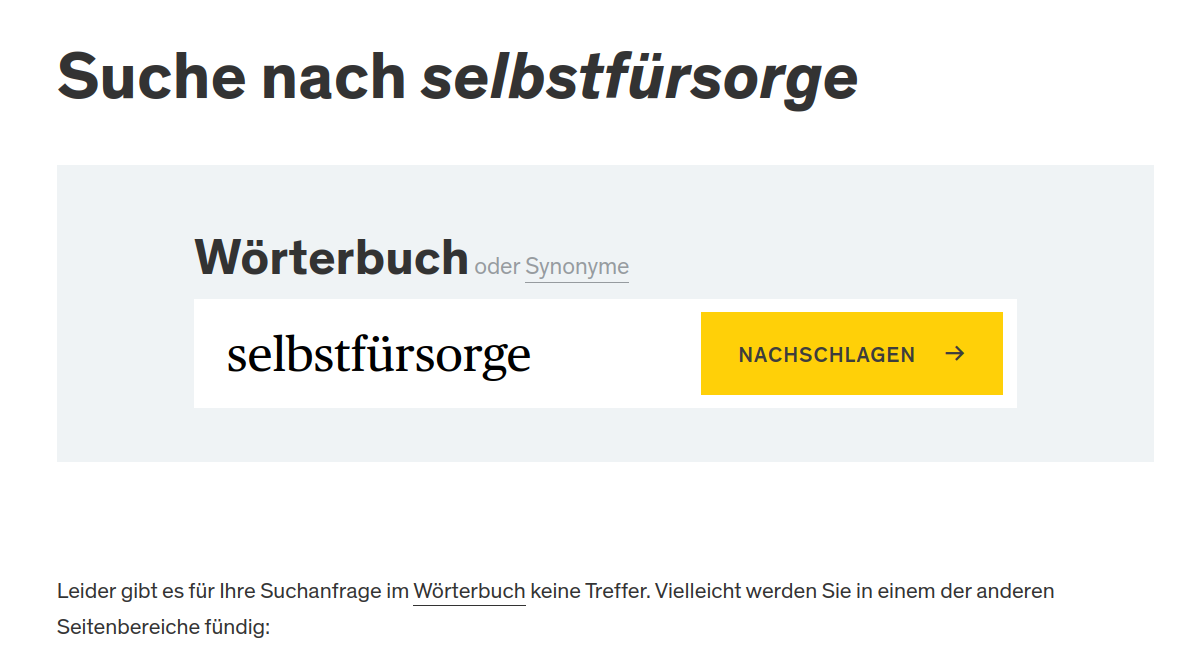 Suche nach selbstfürsorge
Wörterbuch oder Synonyme
selbstfürsorge
NACHSCHLAGEN →
Leider gibt es für Ihre Suchanfrage im Wörterbuch keine Treffer. Vielleicht werden Sie in einem der anderen
Seitenbereiche fündig: